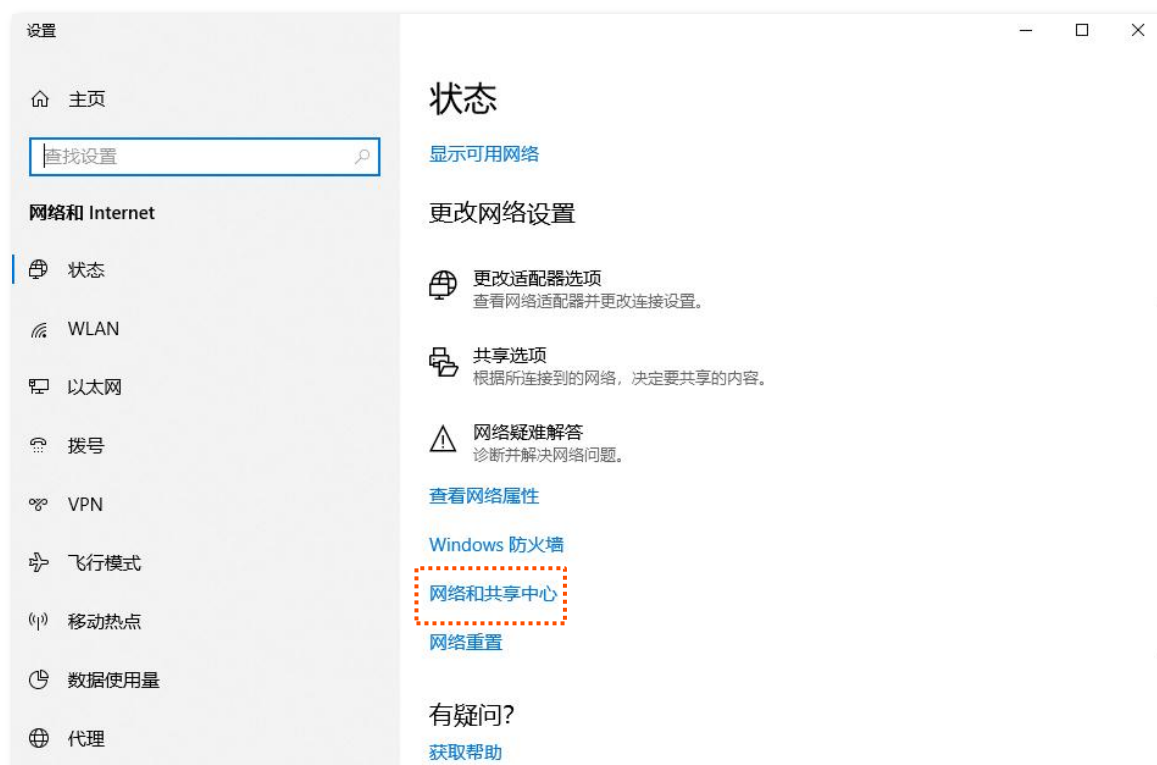 设置
主页
查找设置
网络和 Internet
状态
WLAN
以太网
拨号
VPN
飞行模式
移动热点
数据使用量
代理
状态
显示可用网络
更改网络设置
更改适配器选项
查看网络适配器并更改连接设置。
共享选项
根据所连接到的网络，决定要共享的内容。
网络疑难解答
诊断并解决网络问题。
查看网络属性
Windows 防火墙
网络和共享中心
网络重置
有疑问?
获取帮助